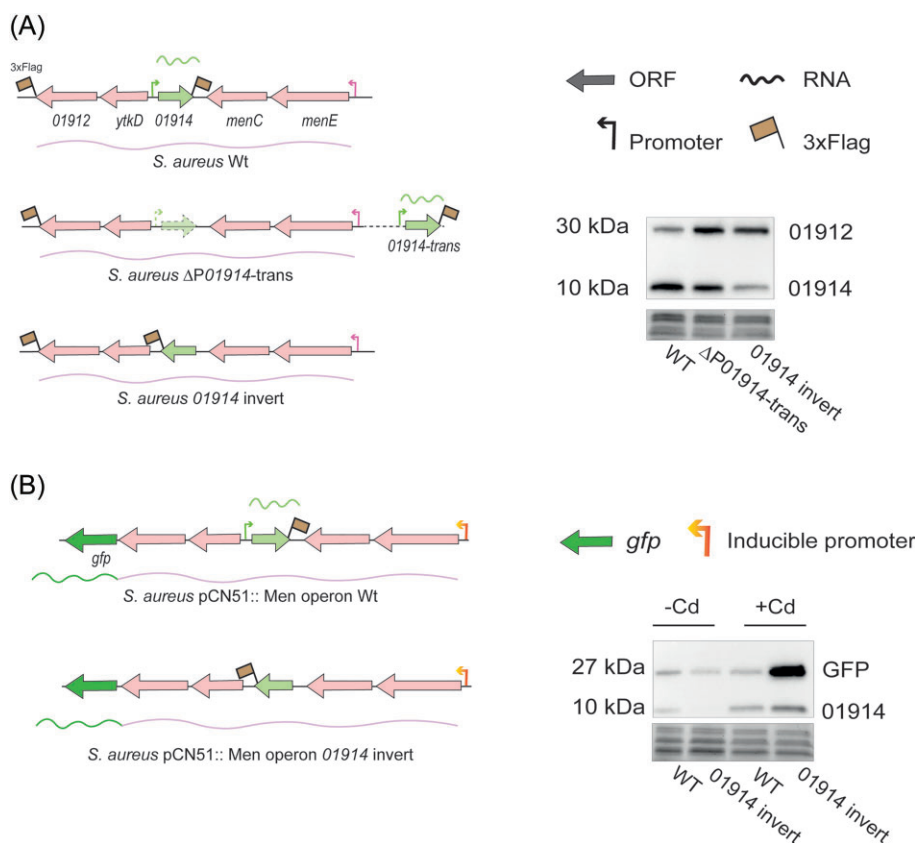 (A)
3xFlag
01912 ytkD 01914 menC menE
S. aureus Wt
01914-trans
S. aureus ΔP01914-trans
S. aureus 01914 invert
ORF RNA
Promoter 3xFlag
30 kDa 01912
10 kDa 01914
WT
ΔP01914-trans
01914 invert
(B)
gfp
S. aureus pCN51:: Men operon Wt
S. aureus pCN51:: Men operon 01914 invert
gfp Inducible promoter
-Cd +Cd
27 kDa GFP
10 kDa 01914
WT
01914 invert
WT
01914 invert